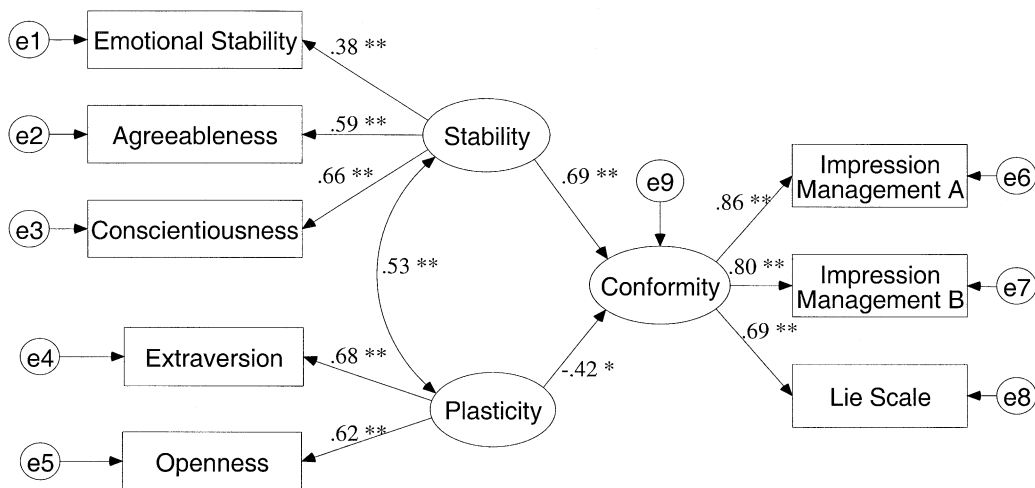 e1
Emotional Stability
.38 **
e2
Agreeableness
.59 **
Stability
e3
Conscientiousness
.66 **
.69 **
e9
Impression
Management A
e6
.86 **
.53 **
Conformity
.80 **
Impression
Management B
e7
e4
Extraversion
.68 **
-.42 *
.69 **
Plasticity
Lie Scale
e8
e5
Openness
.62 **